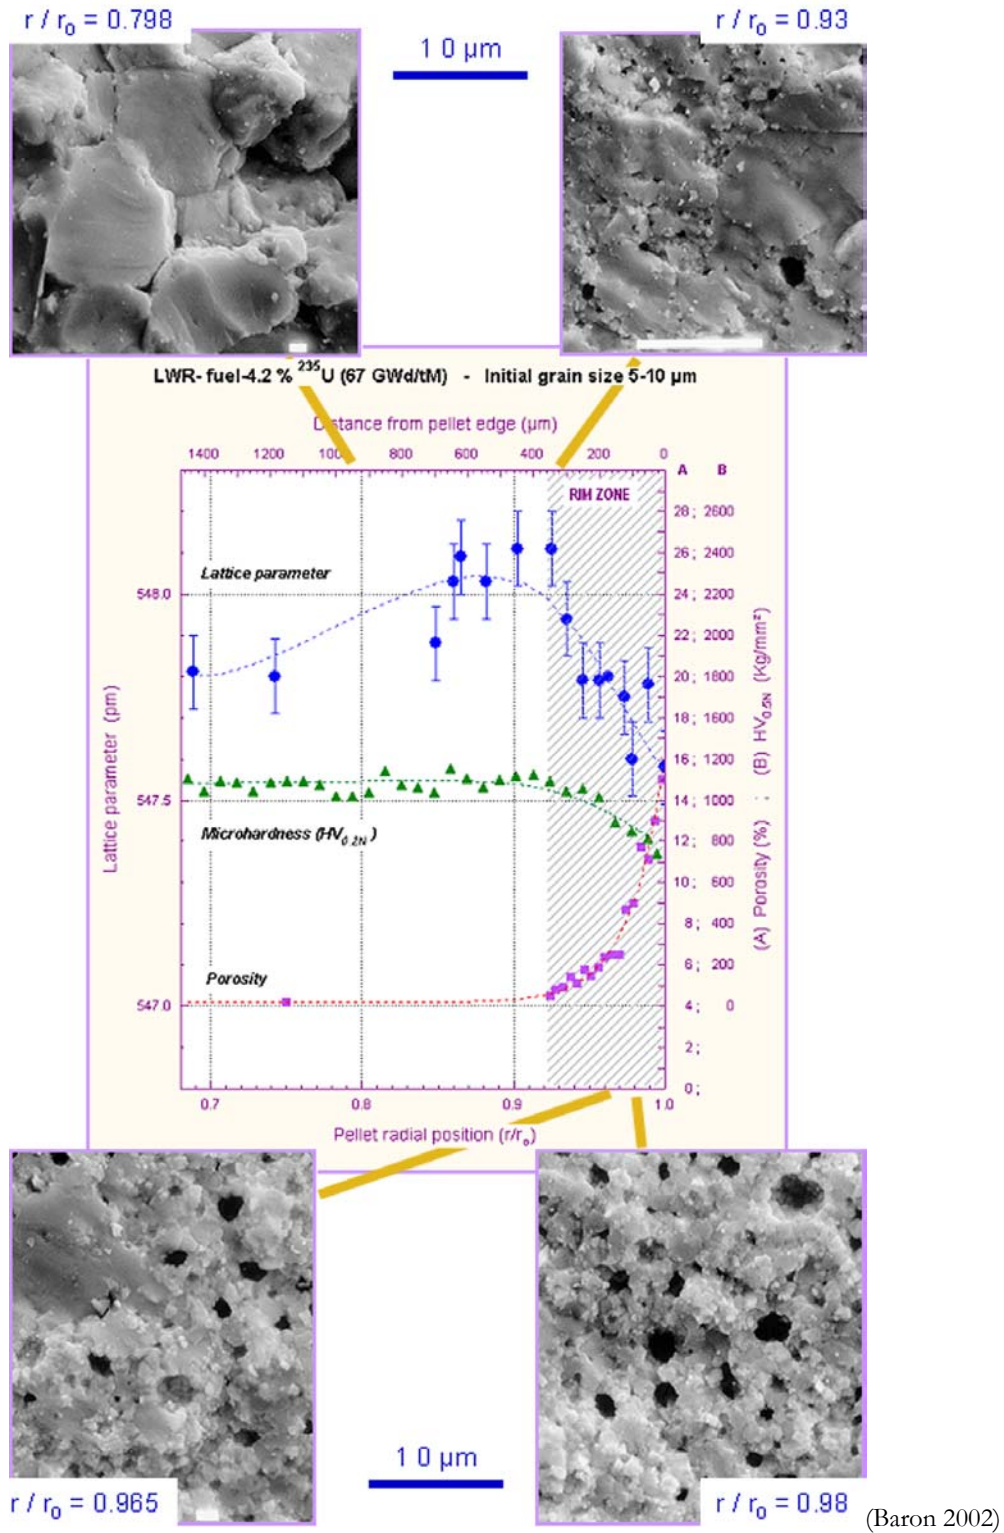 r / r0 = 0.798
r / r0 = 0.93
1 0 µm
LWR- fuel-4.2 % 235U (67 GWd/tM) - Initial grain size 5-10 µm
Distance from pellet edge (µm)
1400 1200 1000 800 600 400 200 0 A B
RIM ZONE
28 ; 2600
26 ; 2400
Lattice parameter
548.0
24 ; 2200
22 ; 2000
20 ; 1800
18 ; 1600
16 ; 1200
547.5
14 ; 1000
Microhardness (HV0.2N)
12 ; 800
10 ; 600
8 ; 400
Porosity
6 ; 200
547.0
4 ; 0
2 ;
0 ;
Lattice parameter (pm)
(A) Porosity (%) ; (B) HV0.5N (Kg/mm²)
0.7 0.8 0.9 1.0
Pellet radial position (r/ro)
1 0 µm
r / r0 = 0.965
r / r0 = 0.98
(Baron 2002)